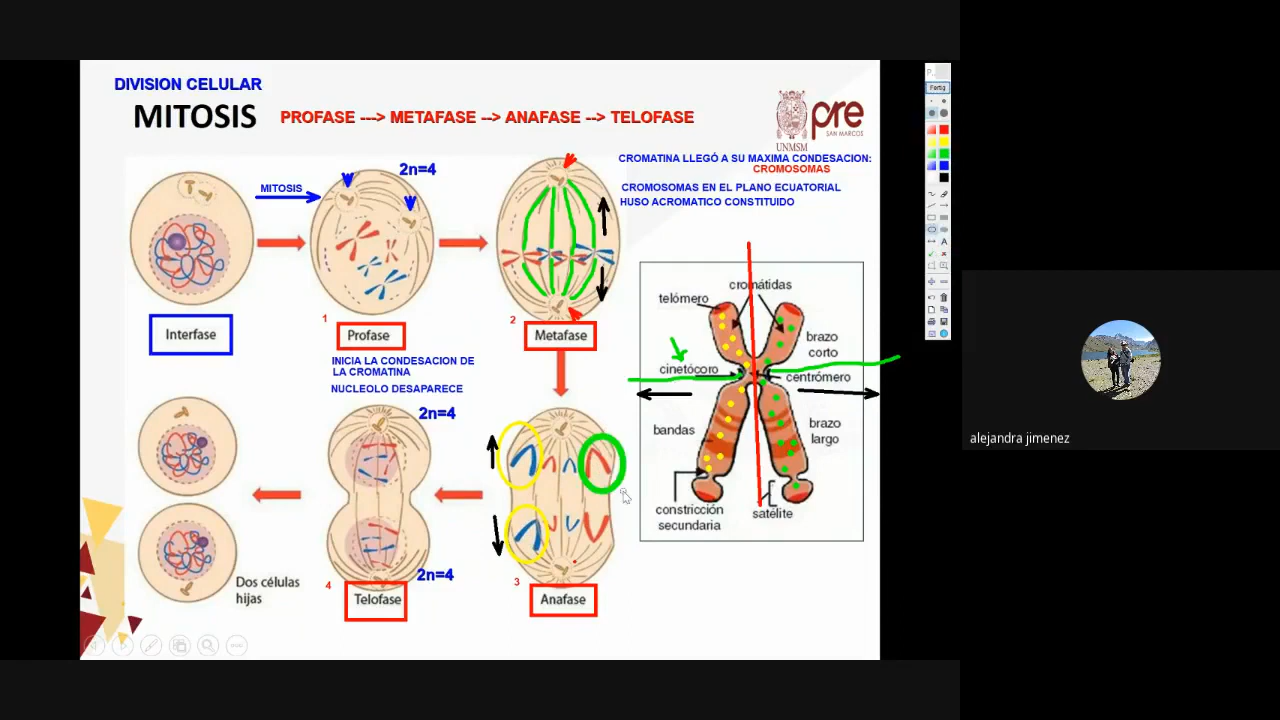 DIVISION CELULAR
MITOSIS
PROFASE ---> METAFASE --> ANAFASE --> TELOFASE
pre
SAN MARCOS
UNMSM
CROMATINA LLEGÓ A SU MAXIMA CONDESACION:
CROMOSOMAS
CROMOSOMAS EN EL PLANO ECUATORIAL
HUSO ACROMATICO CONSTITUIDO
MITOSIS
2n=4
Interfase
1
Profase
2
Metafase
INICIA LA CONDESACION DE
LA CROMATINA
NUCLEOLO DESAPARECE
telómero
cromátidas
brazo
corto
cinetócoro
centrómero
bandas
brazo
largo
constricción
secundaria
satélite
2n=4
2n=4
Dos células
hijas
4
Telofase
3
Anafase
P..
Fertig
A
alejandra jimenez